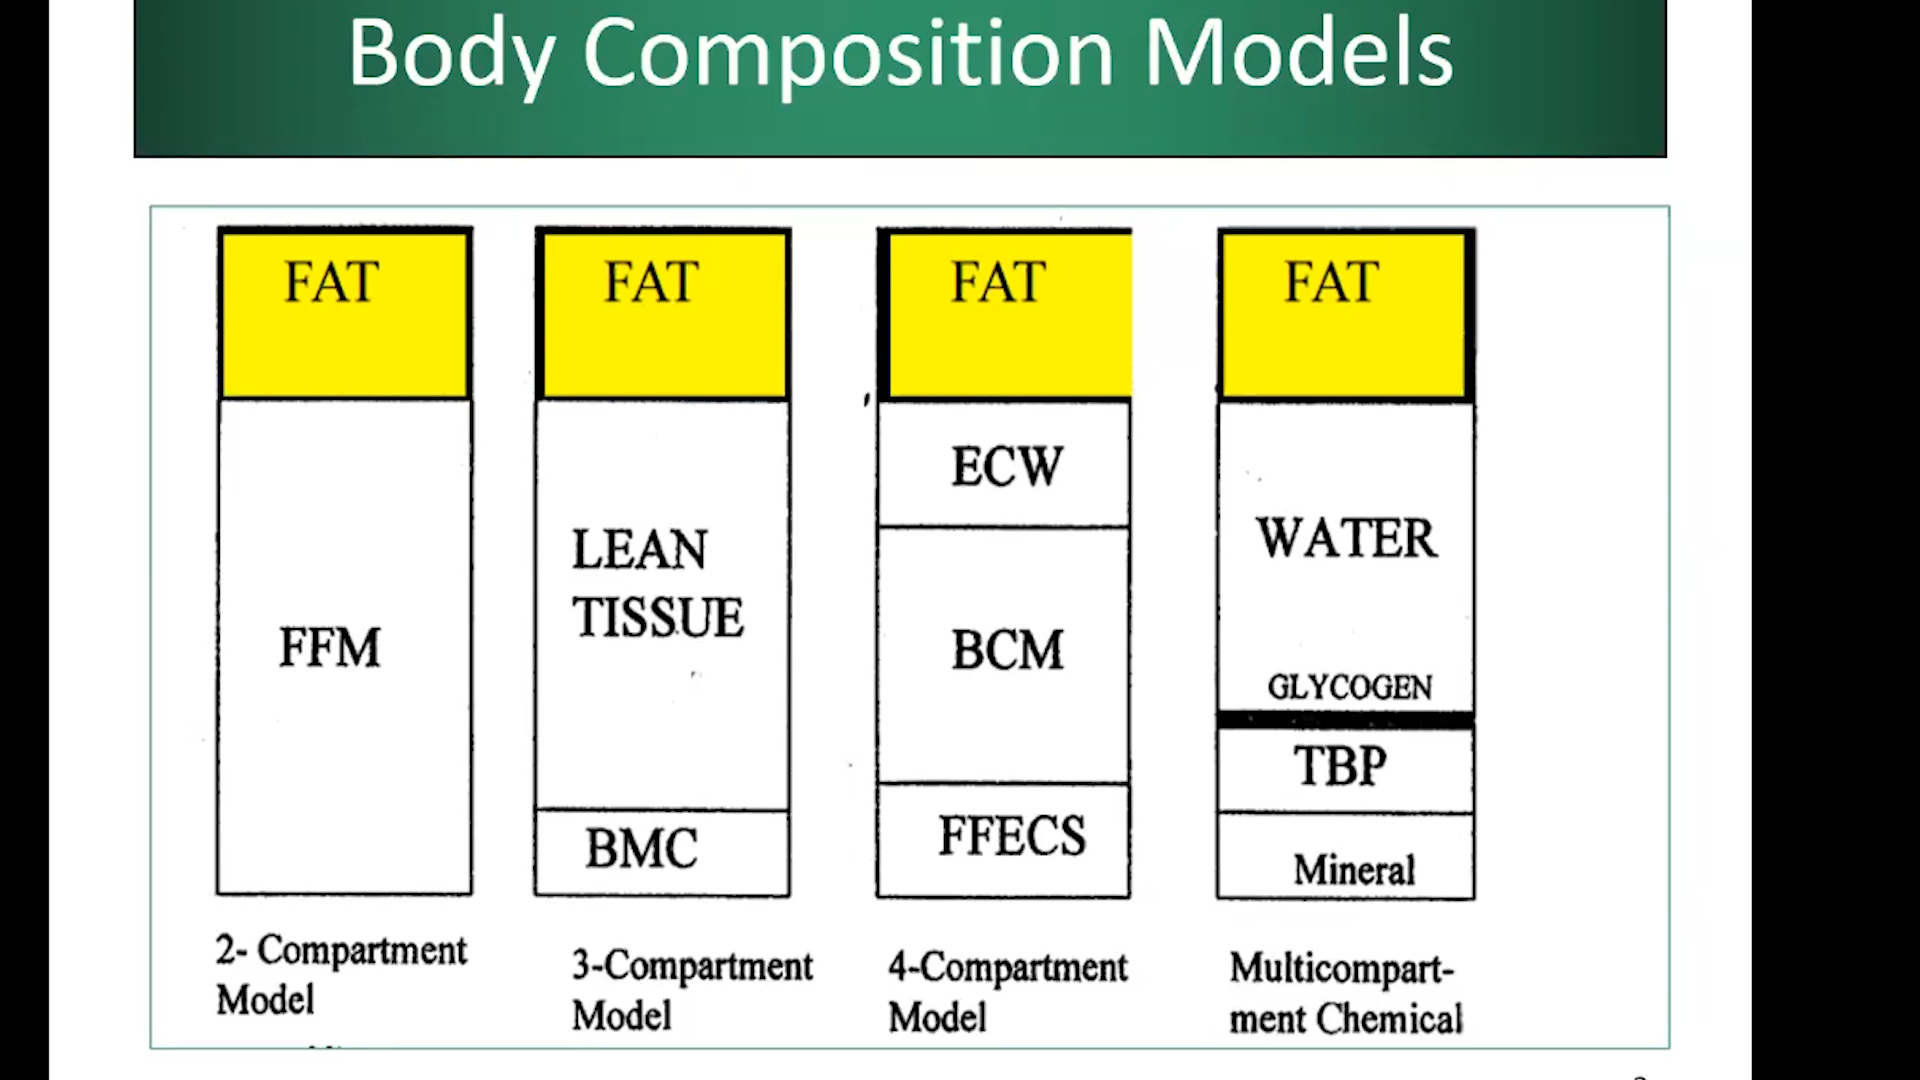 Body Composition Models
FAT
FFM
2- Compartment
Model
FAT
LEAN
TISSUE
BMC
3-Compartment
Model
FAT
ECW
BCM
FFECS
4-Compartment
Model
FAT
WATER
GLYCOGEN
TBP
Mineral
Multicompart-
ment Chemical